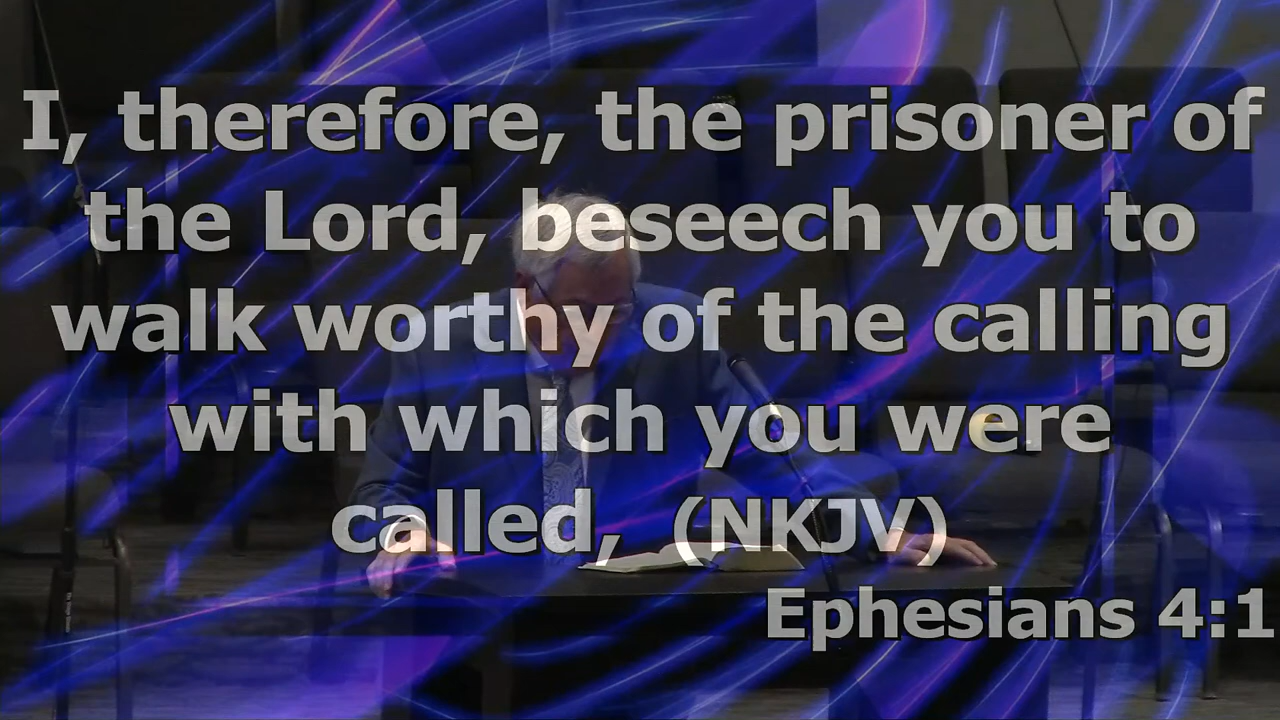 I, therefore, the prisoner of
the Lord, beseech you to
walk worthy of the calling
with which you were
called, (NKJV)
Ephesians 4:1